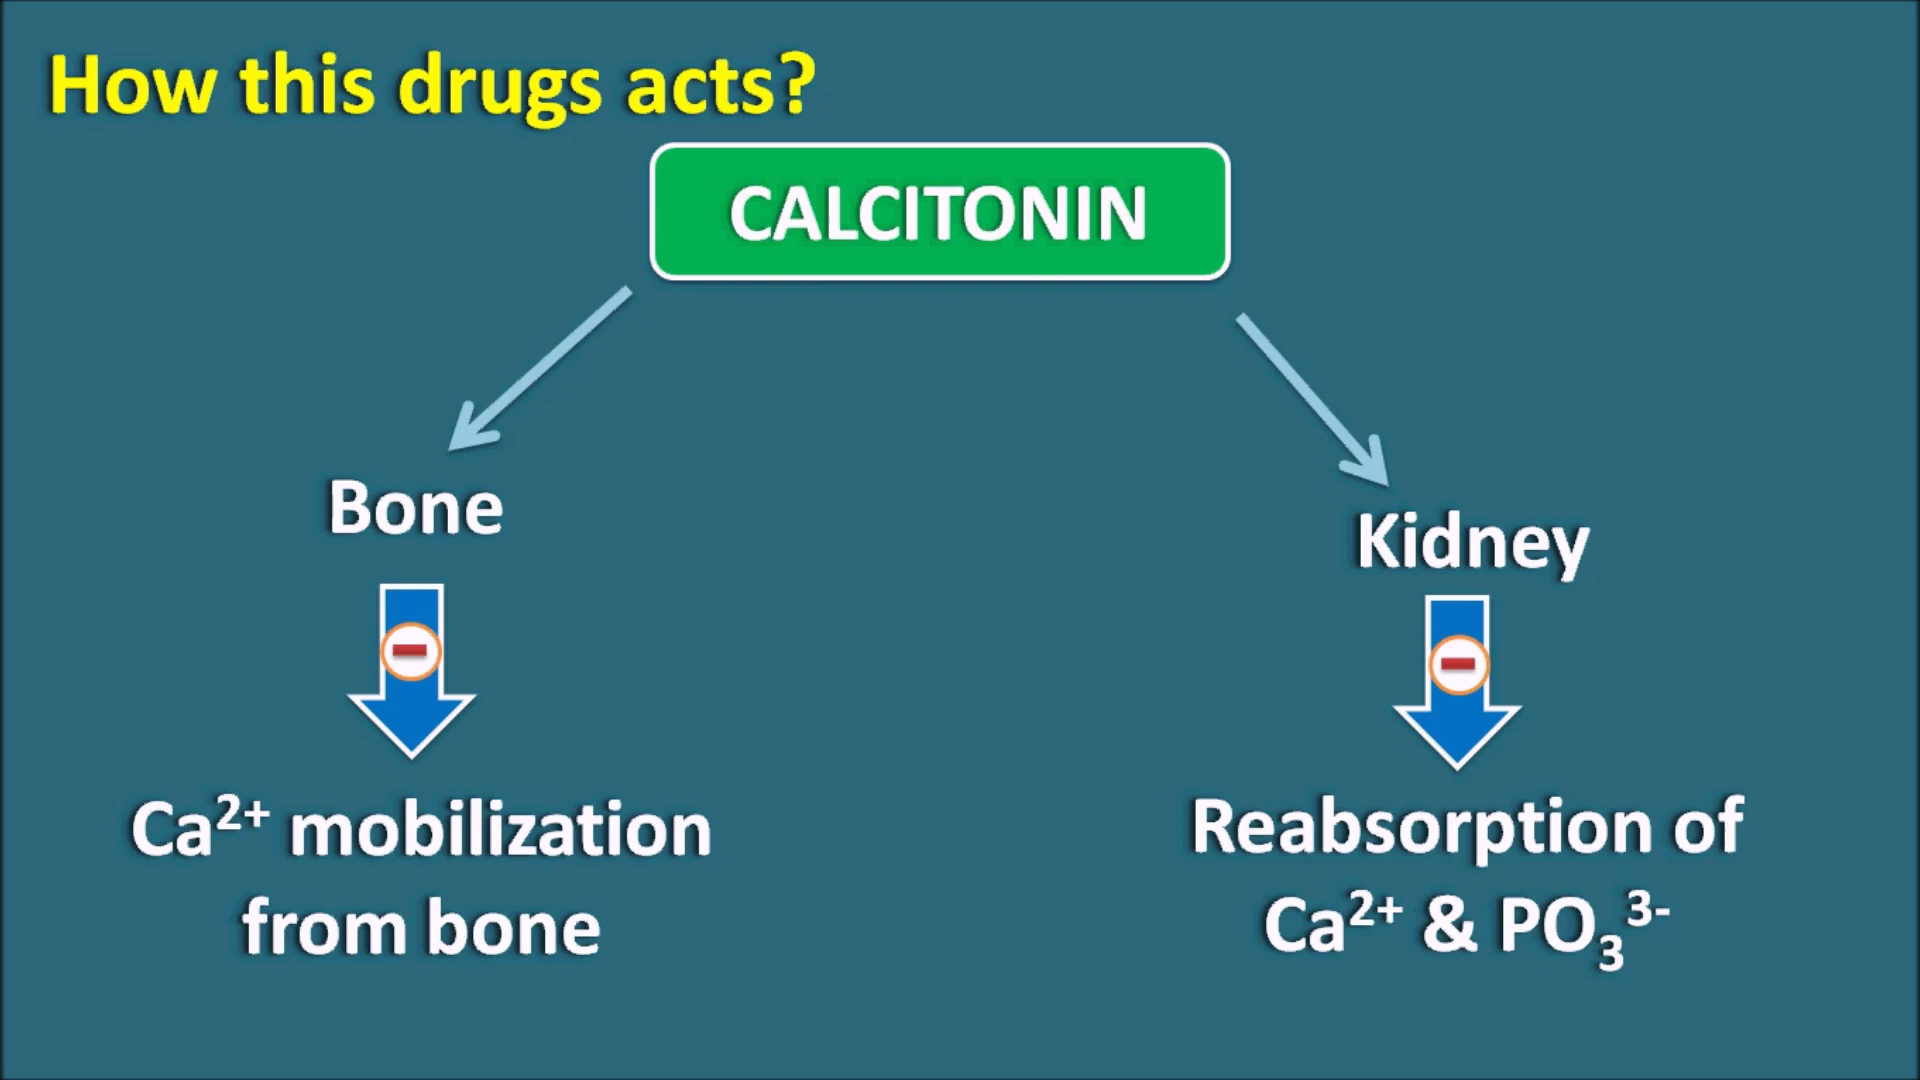 How this drugs acts?
CALCITONIN
Bone
Kidney
Ca²⁺ mobilization
from bone
Reabsorption of
Ca²⁺ & PO₃³⁻